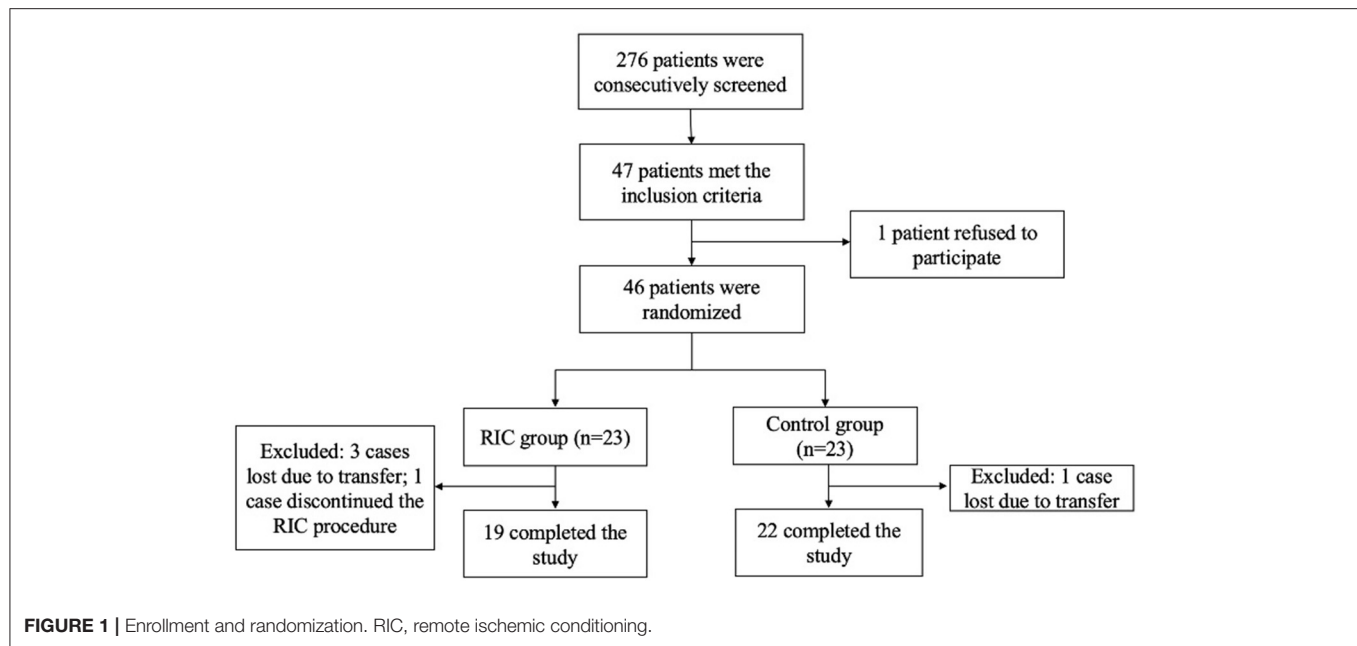 276 patients were
consecutively screened
47 patients met the
inclusion criteria
1 patient refused to
participate
46 patients were
randomized
RIC group (n=23)
Control group
(n=23)
Excluded: 3 cases
lost due to transfer; 1
case discontinued the
RIC procedure
Excluded: 1 case
lost due to transfer
19 completed the
study
22 completed the
study
FIGURE 1 | Enrollment and randomization. RIC, remote ischemic conditioning.